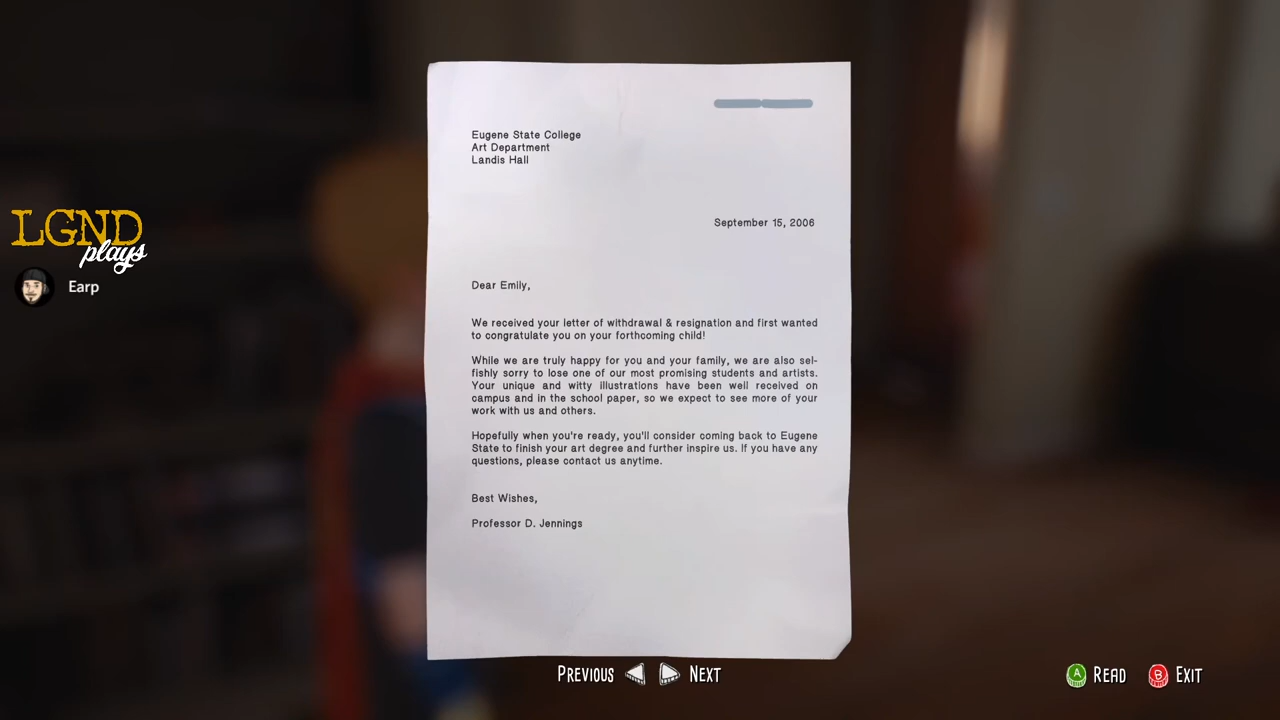 Eugene State College
Art Department
Landis Hall
September 15, 2006
LGND
plays
Earp
Dear Emily,
We received your letter of withdrawal & resignation and first wanted
to congratulate you on your forthcoming child!
While we are truly happy for you and your family, we are also sel-
fishly sorry to lose one of our most promising students and artists.
Your unique and witty illustrations have been well received on
campus and in the school paper, so we expect to see more of your
work with us and others.
Hopefully when you're ready, you'll consider coming back to Eugene
State to finish your art degree and further inspire us. If you have any
questions, please contact us anytime.
Best Wishes,
Professor D. Jennings
PREVIOUS NEXT
A READ B EXIT